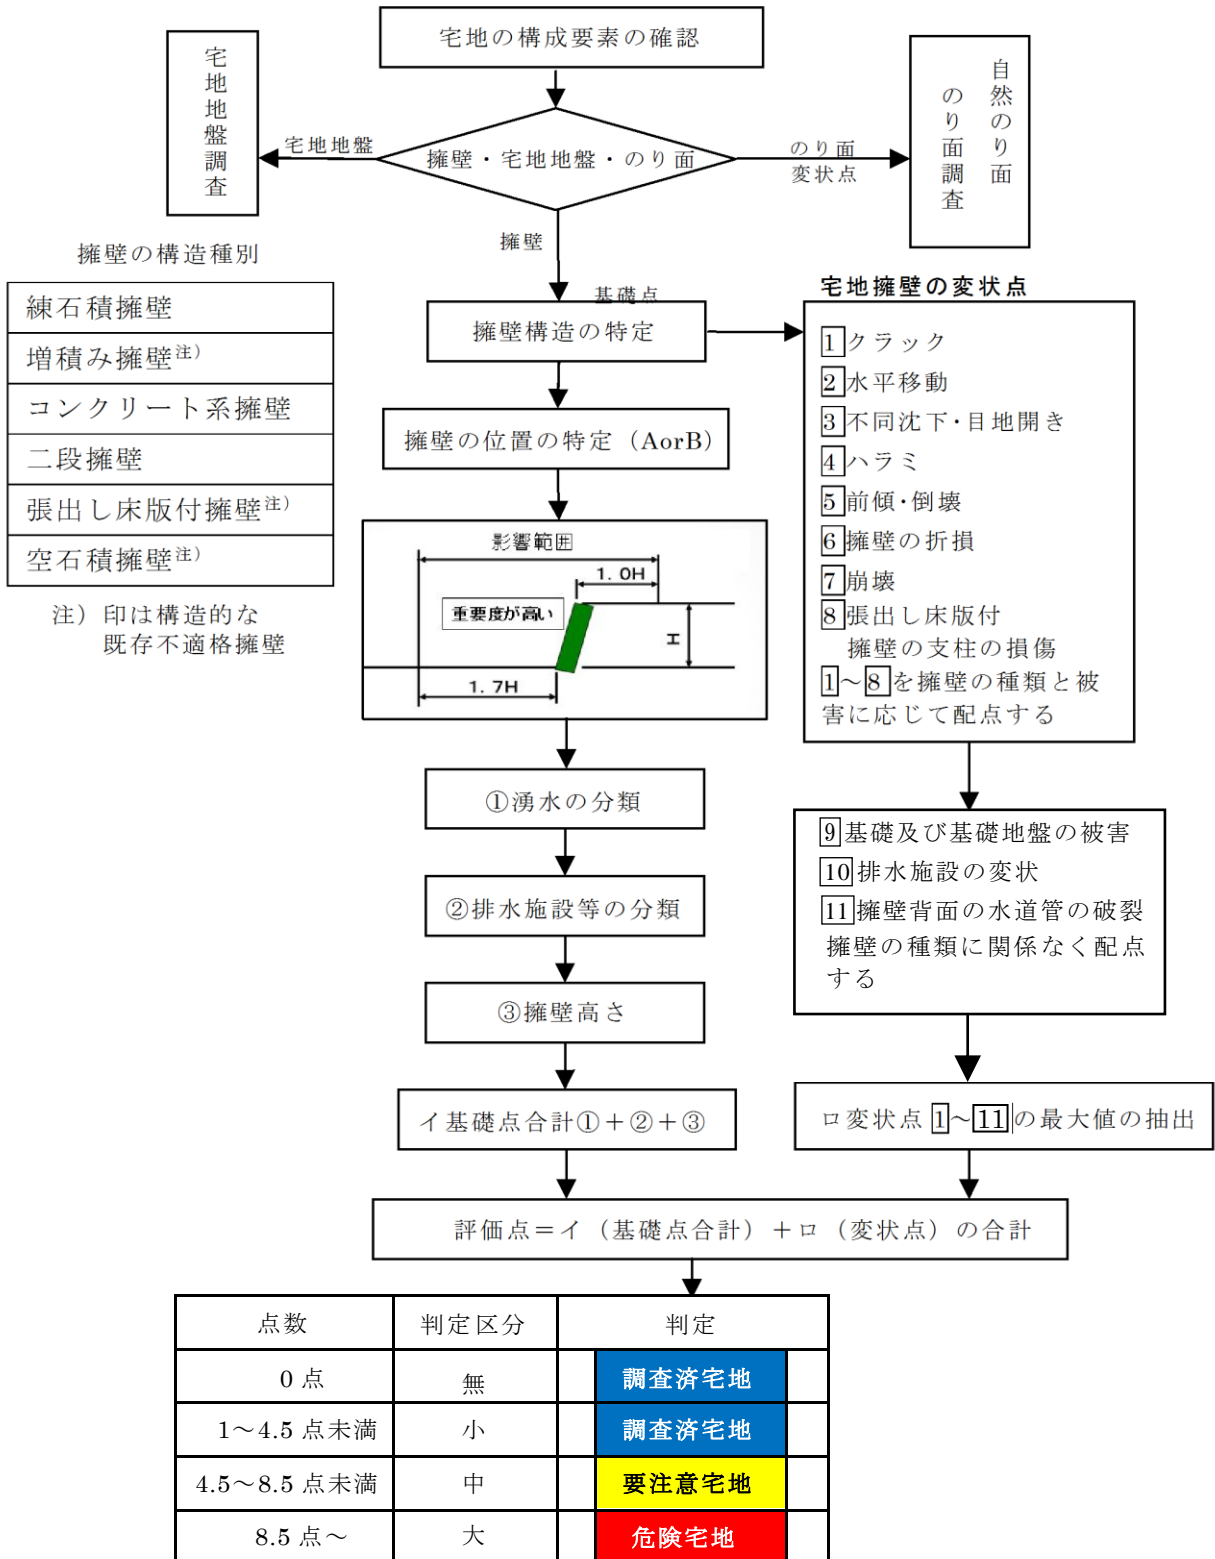 宅地の構成要素の確認
宅地地盤調査
自然のり面
のり面調査
宅地地盤
擁壁・宅地地盤・のり面
のり面
変状点
擁壁
擁壁の構造種別
練石積擁壁
増積み擁壁注）
コンクリート系擁壁
二段擁壁
張出し床版付擁壁注）
空石積擁壁注）
注）印は構造的な
既存不適格擁壁
基礎点
擁壁構造の特定
擁壁の位置の特定（AorB）
影響範囲
1.0H
重要度が高い
H
1.7H
①湧水の分類
②排水施設等の分類
③擁壁高さ
イ基礎点合計①＋②＋③
宅地擁壁の変状点
1クラック
2水平移動
3不同沈下・目地開き
4ハラミ
5前傾・倒壊
6擁壁の折損
7崩壊
8張出し床版付
擁壁の支柱の損傷
1～8を擁壁の種類と被
害に応じて配点する
9基礎及び基礎地盤の被害
10排水施設の変状
11擁壁背面の水道管の破裂
擁壁の種類に関係なく配点
する
ロ変状点1～11の最大値の抽出
評価点＝イ（基礎点合計）＋ロ（変状点）の合計
点数 判定区分 判定
0点 無 調査済宅地
1～4.5点未満 小 調査済宅地
4.5～8.5点未満 中 要注意宅地
8.5点～ 大 危険宅地